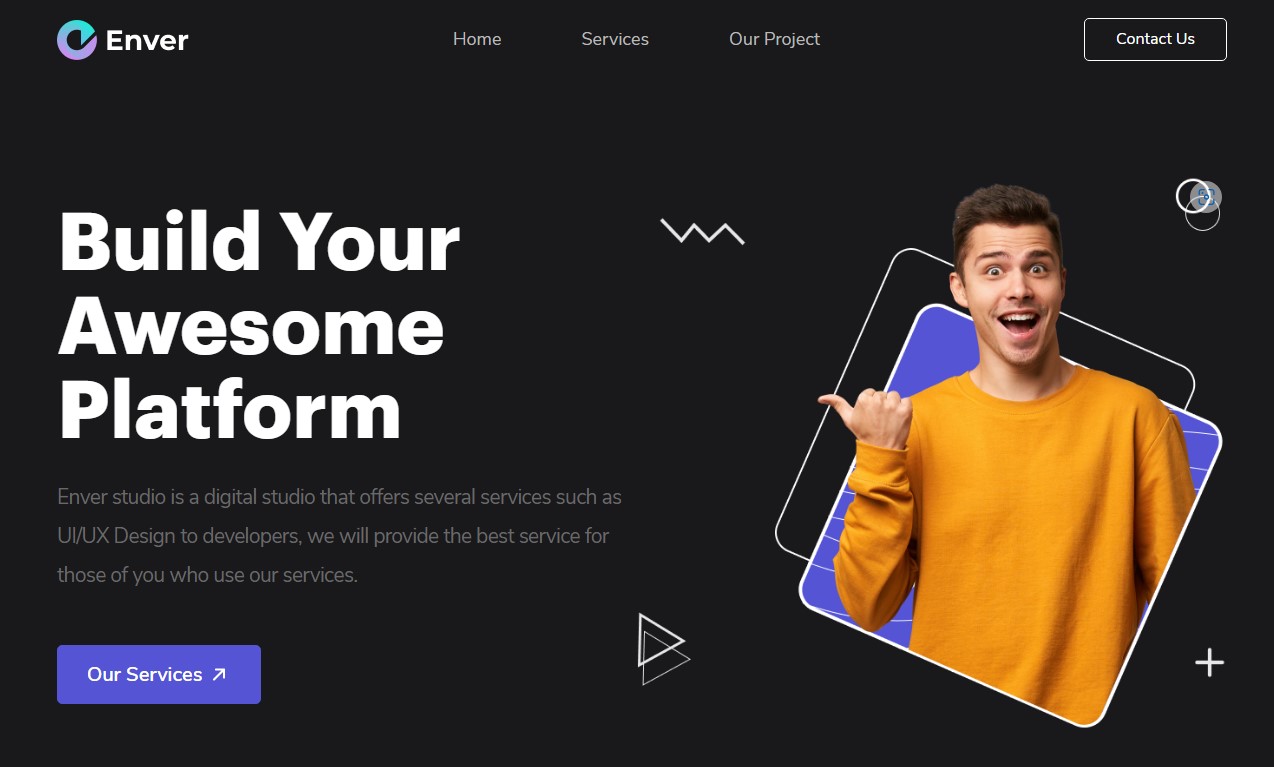 Enver
Home
Services
Our Project
Contact Us
Build Your
Awesome
Platform
Enver studio is a digital studio that offers several services such as
UI/UX Design to developers, we will provide the best service for
those of you who use our services.
Our Services